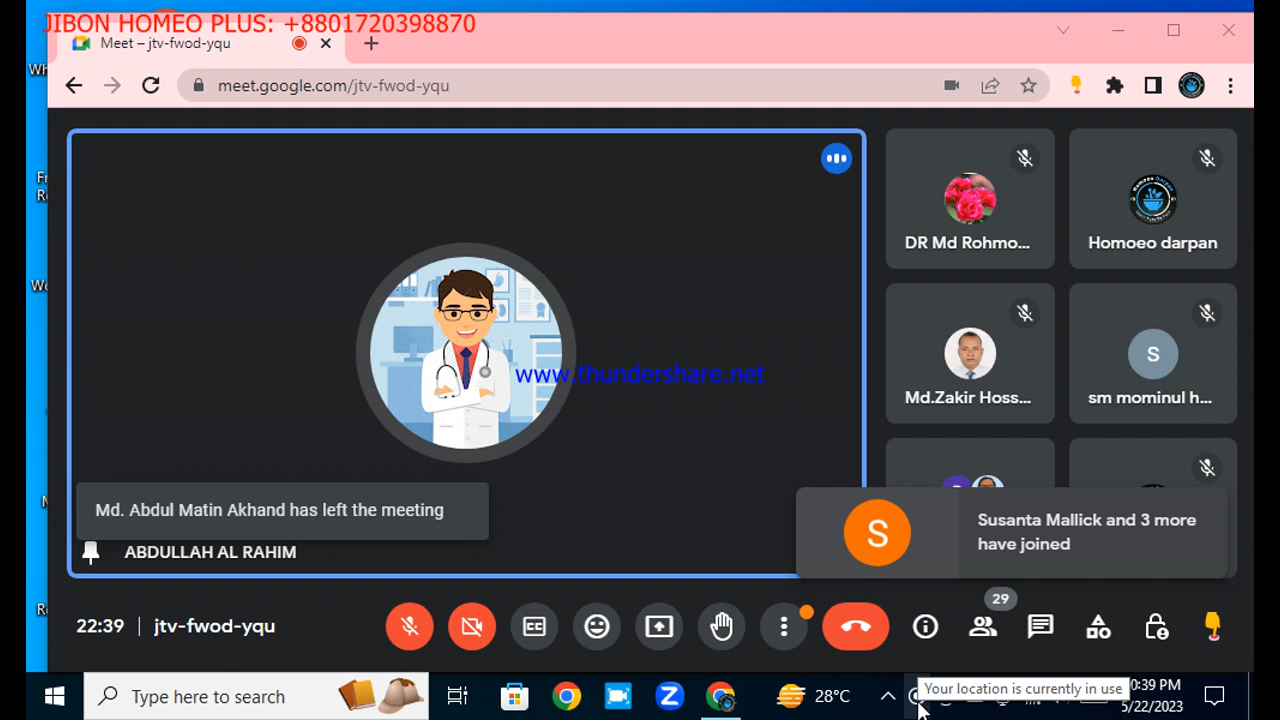 JIBON HOMEO PLUS: +8801720398870
Meet – jtv-fwod-yqu
meet.google.com/jtv-fwod-yqu
DR Md Rohmo...
Homoeo darpan
www.thundershare.net
Md.Zakir Hoss...
S
sm mominul h...
Md. Abdul Matin Akhand has left the meeting
S
Susanta Mallick and 3 more
have joined
ABDULLAH AL RAHIM
29
22:39
jtv-fwod-yqu
Type here to search
28°C
Your location is currently in use
0:39 PM
5/22/2023